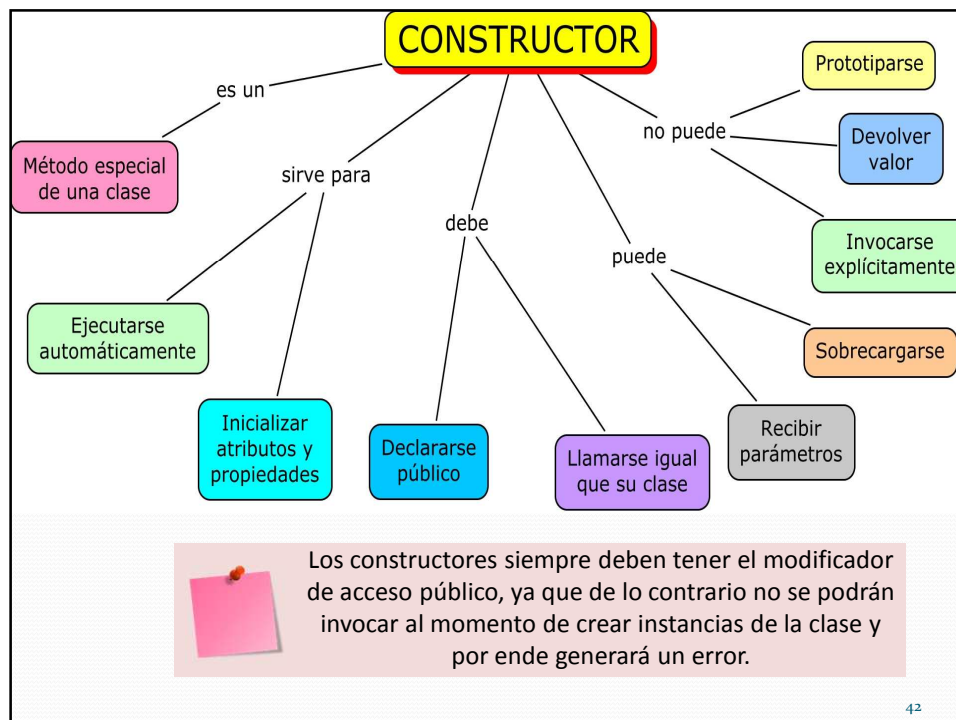 CONSTRUCTOR
es un
Método especial
de una clase
sirve para
Ejecutarse
automáticamente
Inicializar
atributos y
propiedades
debe
Declararse
público
Llamarse igual
que su clase
puede
Recibir
parámetros
Sobrecargarse
no puede
Prototiparse
Devolver
valor
Invocarse
explícitamente
Los constructores siempre deben tener el modificador
de acceso público, ya que de lo contrario no se podrán
invocar al momento de crear instancias de la clase y
por ende generará un error.
42